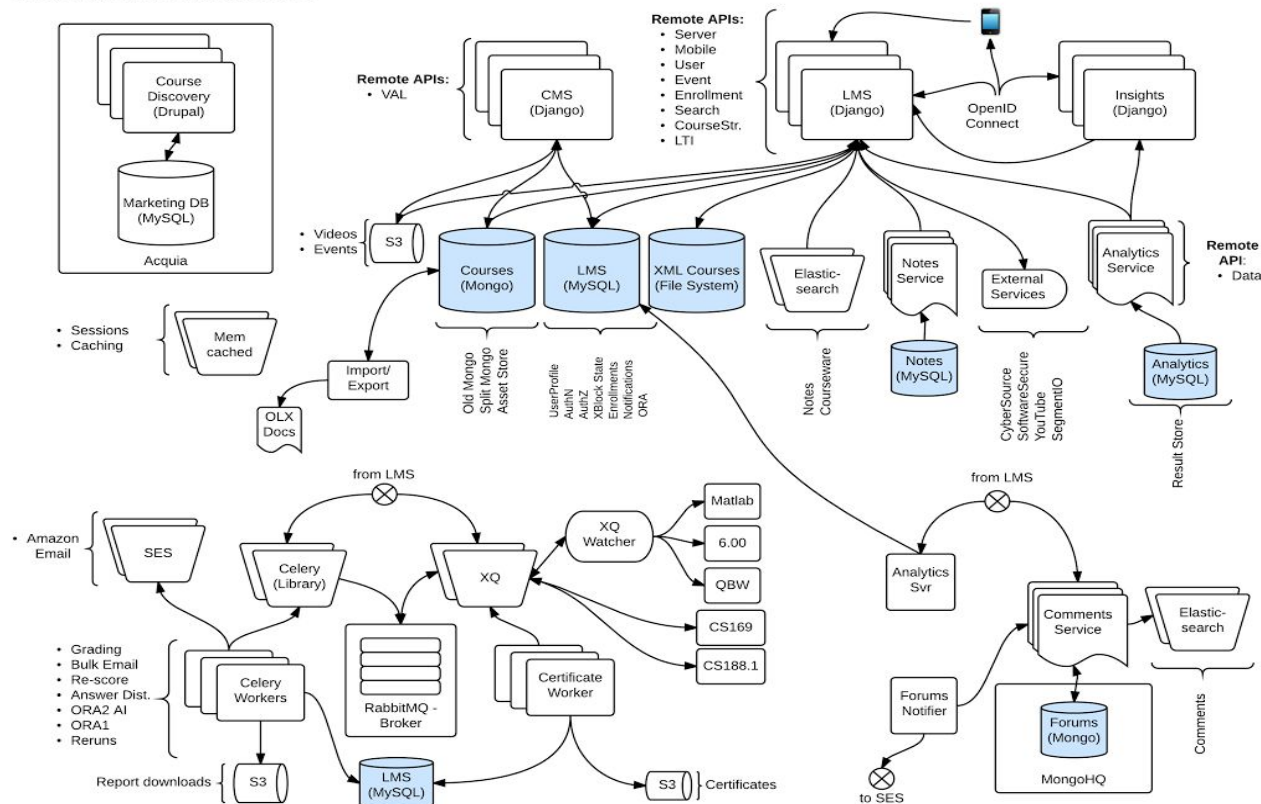 Course
Discovery
(Drupal)
Marketing DB
(MySQL)
Acquia
Remote APIs:
• VAL
CMS
(Django)
Remote APIs:
• Server
• Mobile
• User
• Event
• Enrollment
• Search
• CourseStr.
• LTI
LMS
(Django)
OpenID
Connect
Insights
(Django)
• Videos
• Events
S3
Courses
(Mongo)
LMS
(MySQL)
XML Courses
(File System)
Elastic-
search
Notes
Service
External
Services
Analytics
Service
Remote
API:
• Data
• Sessions
• Caching
Mem
cached
Import/
Export
OLX
Docs
Old Mongo
Split Mongo
Asset Store
UserProfile
AuthN
AuthZ
XBlock State
Enrollments
Notifications
ORA
Notes
Courseware
Notes
(MySQL)
CyberSource
SoftwareSecure
YouTube
SegmentIO
Analytics
(MySQL)
Result Store
from LMS
• Amazon
Email
SES
Celery
(Library)
XQ
XQ
Watcher
Matlab
6.00
QBW
CS169
CS188.1
• Grading
• Bulk Email
• Re-score
• Answer Dist.
• ORA2 AI
• ORA1
• Reruns
Celery
Workers
RabbitMQ -
Broker
Certificate
Worker
Report downloads
S3
LMS
(MySQL)
S3
Certificates
from LMS
Analytics
Svr
Comments
Service
Elastic-
search
Comments
Forums
Notifier
Forums
(Mongo)
MongoHQ
to SES